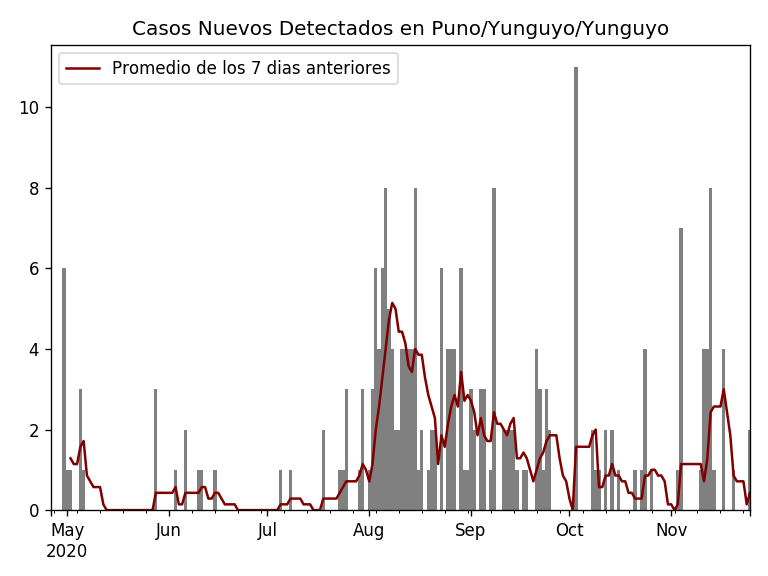 Casos Nuevos Detectados en Puno/Yunguyo/Yunguyo
Promedio de los 7 dias anteriores
10
8
6
4
2
0
May Jun Jul Aug Sep Oct Nov
2020